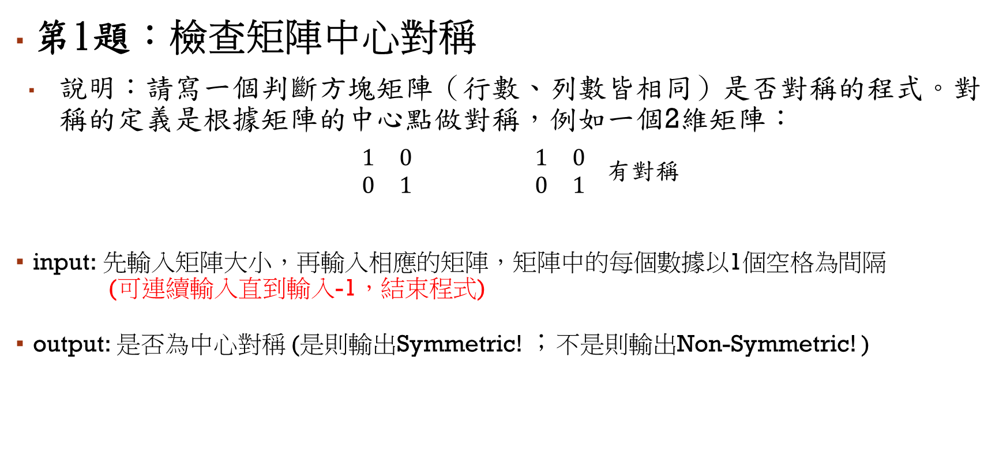 ▪ 第1題：檢查矩陣中心對稱
▪ 說明：請寫一個判斷方塊矩陣（行數、列數皆相同）是否對稱的程式。對
稱的定義是根據矩陣的中心點做對稱，例如一個2維矩陣：
1 0 1 0
有對稱
0 1 0 1
▪ input: 先輸入矩陣大小，再輸入相應的矩陣，矩陣中的每個數據以1個空格為間隔
(可連續輸入直到輸入-1，結束程式)
▪ output: 是否為中心對稱 (是則輸出Symmetric! ；不是則輸出Non-Symmetric! )